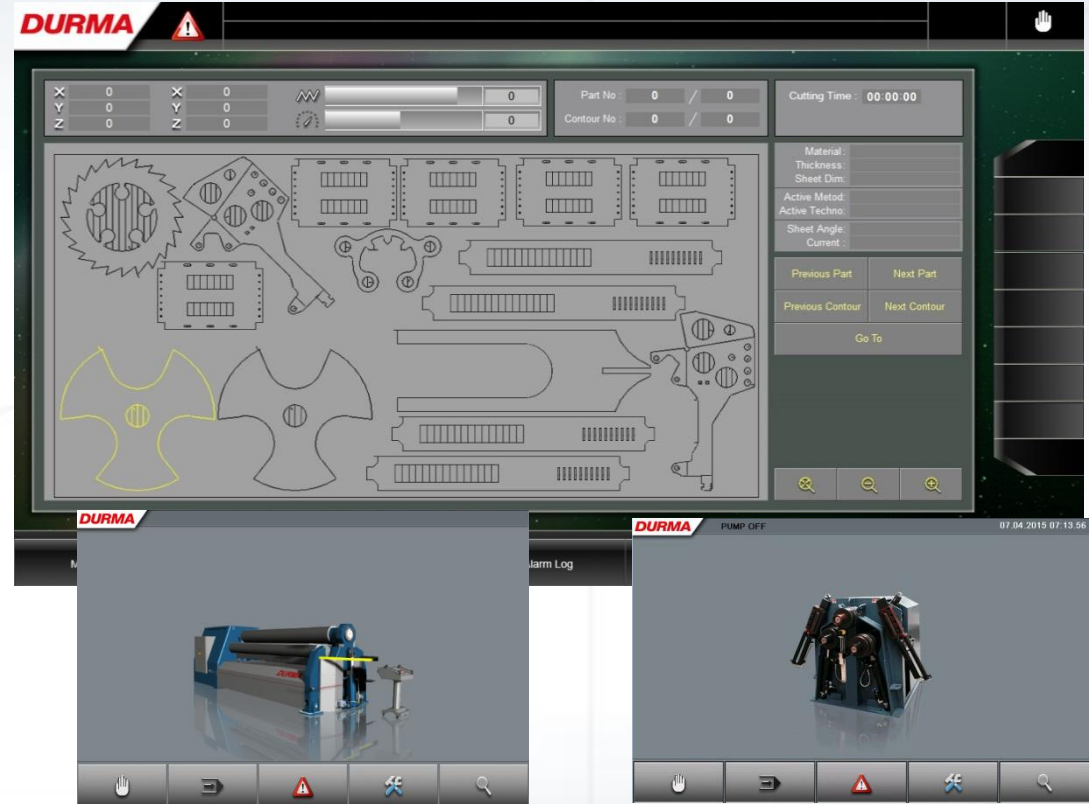 DURMA
X 0 X 0
Y 0 Y 0
Z 0 Z 0
0
0
Part No : 0 / 0
Contour No : 0 / 0
Cutting Time : 00:00:00
Material :
Thickness:
Sheet Dim:
Active Metod:
Active Techno:
Sheet Angle:
Current :
Previous Part
Next Part
Previous Contour
Next Contour
Go To
Alarm Log
DURMA
DURMA
DURMA
PUMP OFF
07.04.2015 07:13.56